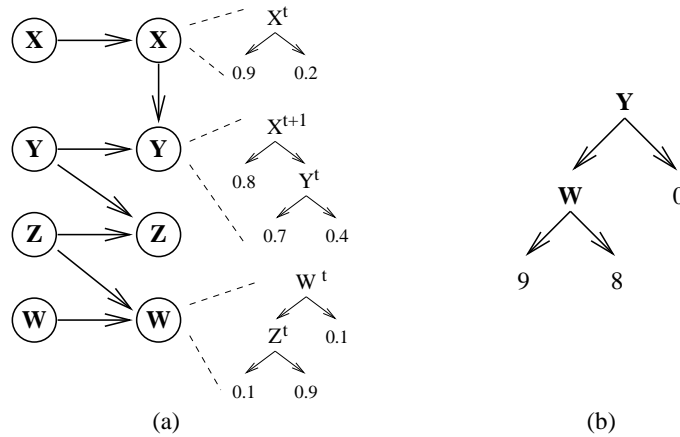 X X X^t
0.9 0.2
Y Y X^{t+1}
0.8 Y^t
0.7 0.4
Z Z
W W W^t
Z^t 0.1
0.1 0.9
(a)
Y
W 0
9 8
(b)